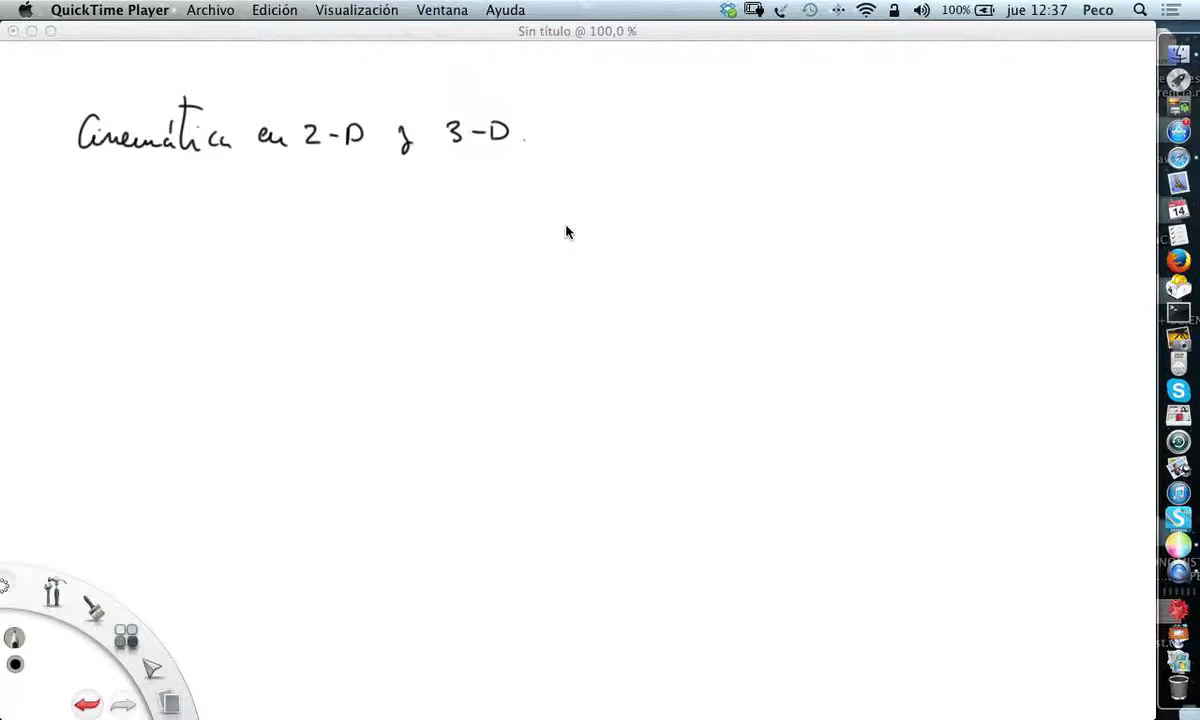 QuickTime Player Archivo Edición Visualización Ventana Ayuda 100% jue 12:37 Peco
Sin título @ 100,0 %
Cinemática en 2-D y 3-D.
14